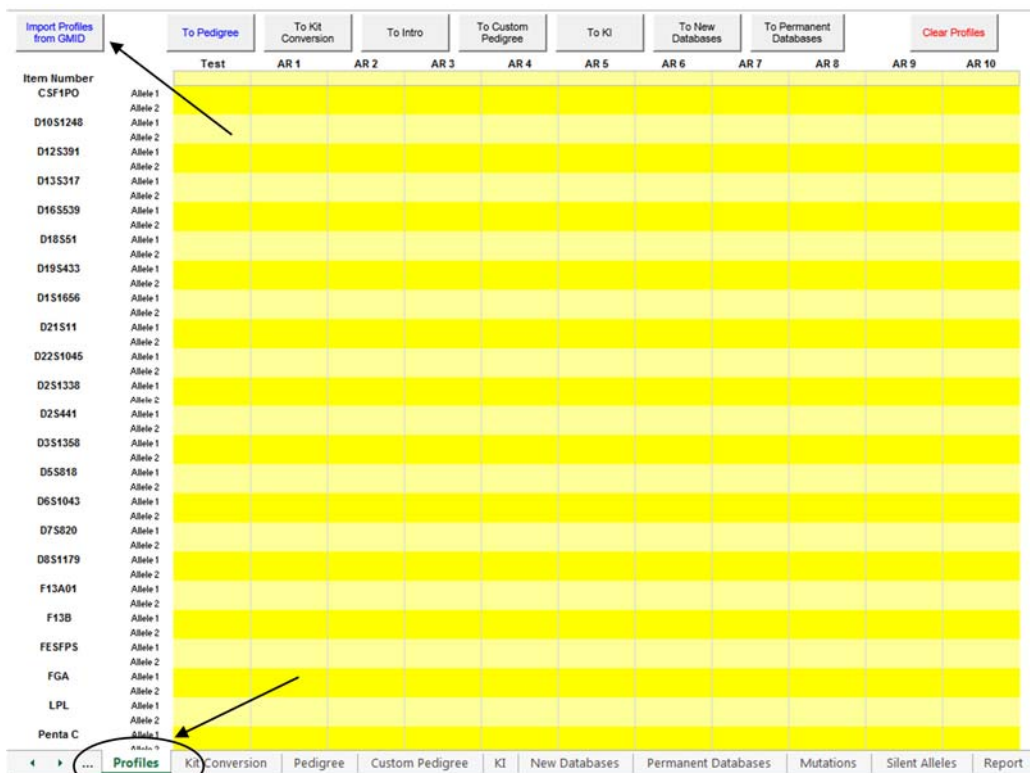 Import Profiles from GMID To Pedigree To Kit Conversion To Intro To Custom Pedigree To KI To New Databases To Permanent Databases Clear Profiles
Test AR 1 AR 2 AR 3 AR 4 AR 5 AR 6 AR 7 AR 8 AR 9 AR 10
Item Number
CSF1PO Allele 1
Allele 2
D10S1248 Allele 1
Allele 2
D12S391 Allele 1
Allele 2
D13S317 Allele 1
Allele 2
D16S539 Allele 1
Allele 2
D18S51 Allele 1
Allele 2
D19S433 Allele 1
Allele 2
D1S1656 Allele 1
Allele 2
D21S11 Allele 1
Allele 2
D22S1045 Allele 1
Allele 2
D2S1338 Allele 1
Allele 2
D2S441 Allele 1
Allele 2
D3S1358 Allele 1
Allele 2
D5S818 Allele 1
Allele 2
D6S1043 Allele 1
Allele 2
D7S820 Allele 1
Allele 2
D8S1179 Allele 1
Allele 2
F13A01 Allele 1
Allele 2
F13B Allele 1
Allele 2
FESFPS Allele 1
Allele 2
FGA Allele 1
Allele 2
LPL Allele 1
Allele 2
Penta C Allele 1
Allele 2
... Profiles Kit Conversion Pedigree Custom Pedigree KI New Databases Permanent Databases Mutations Silent Alleles Report